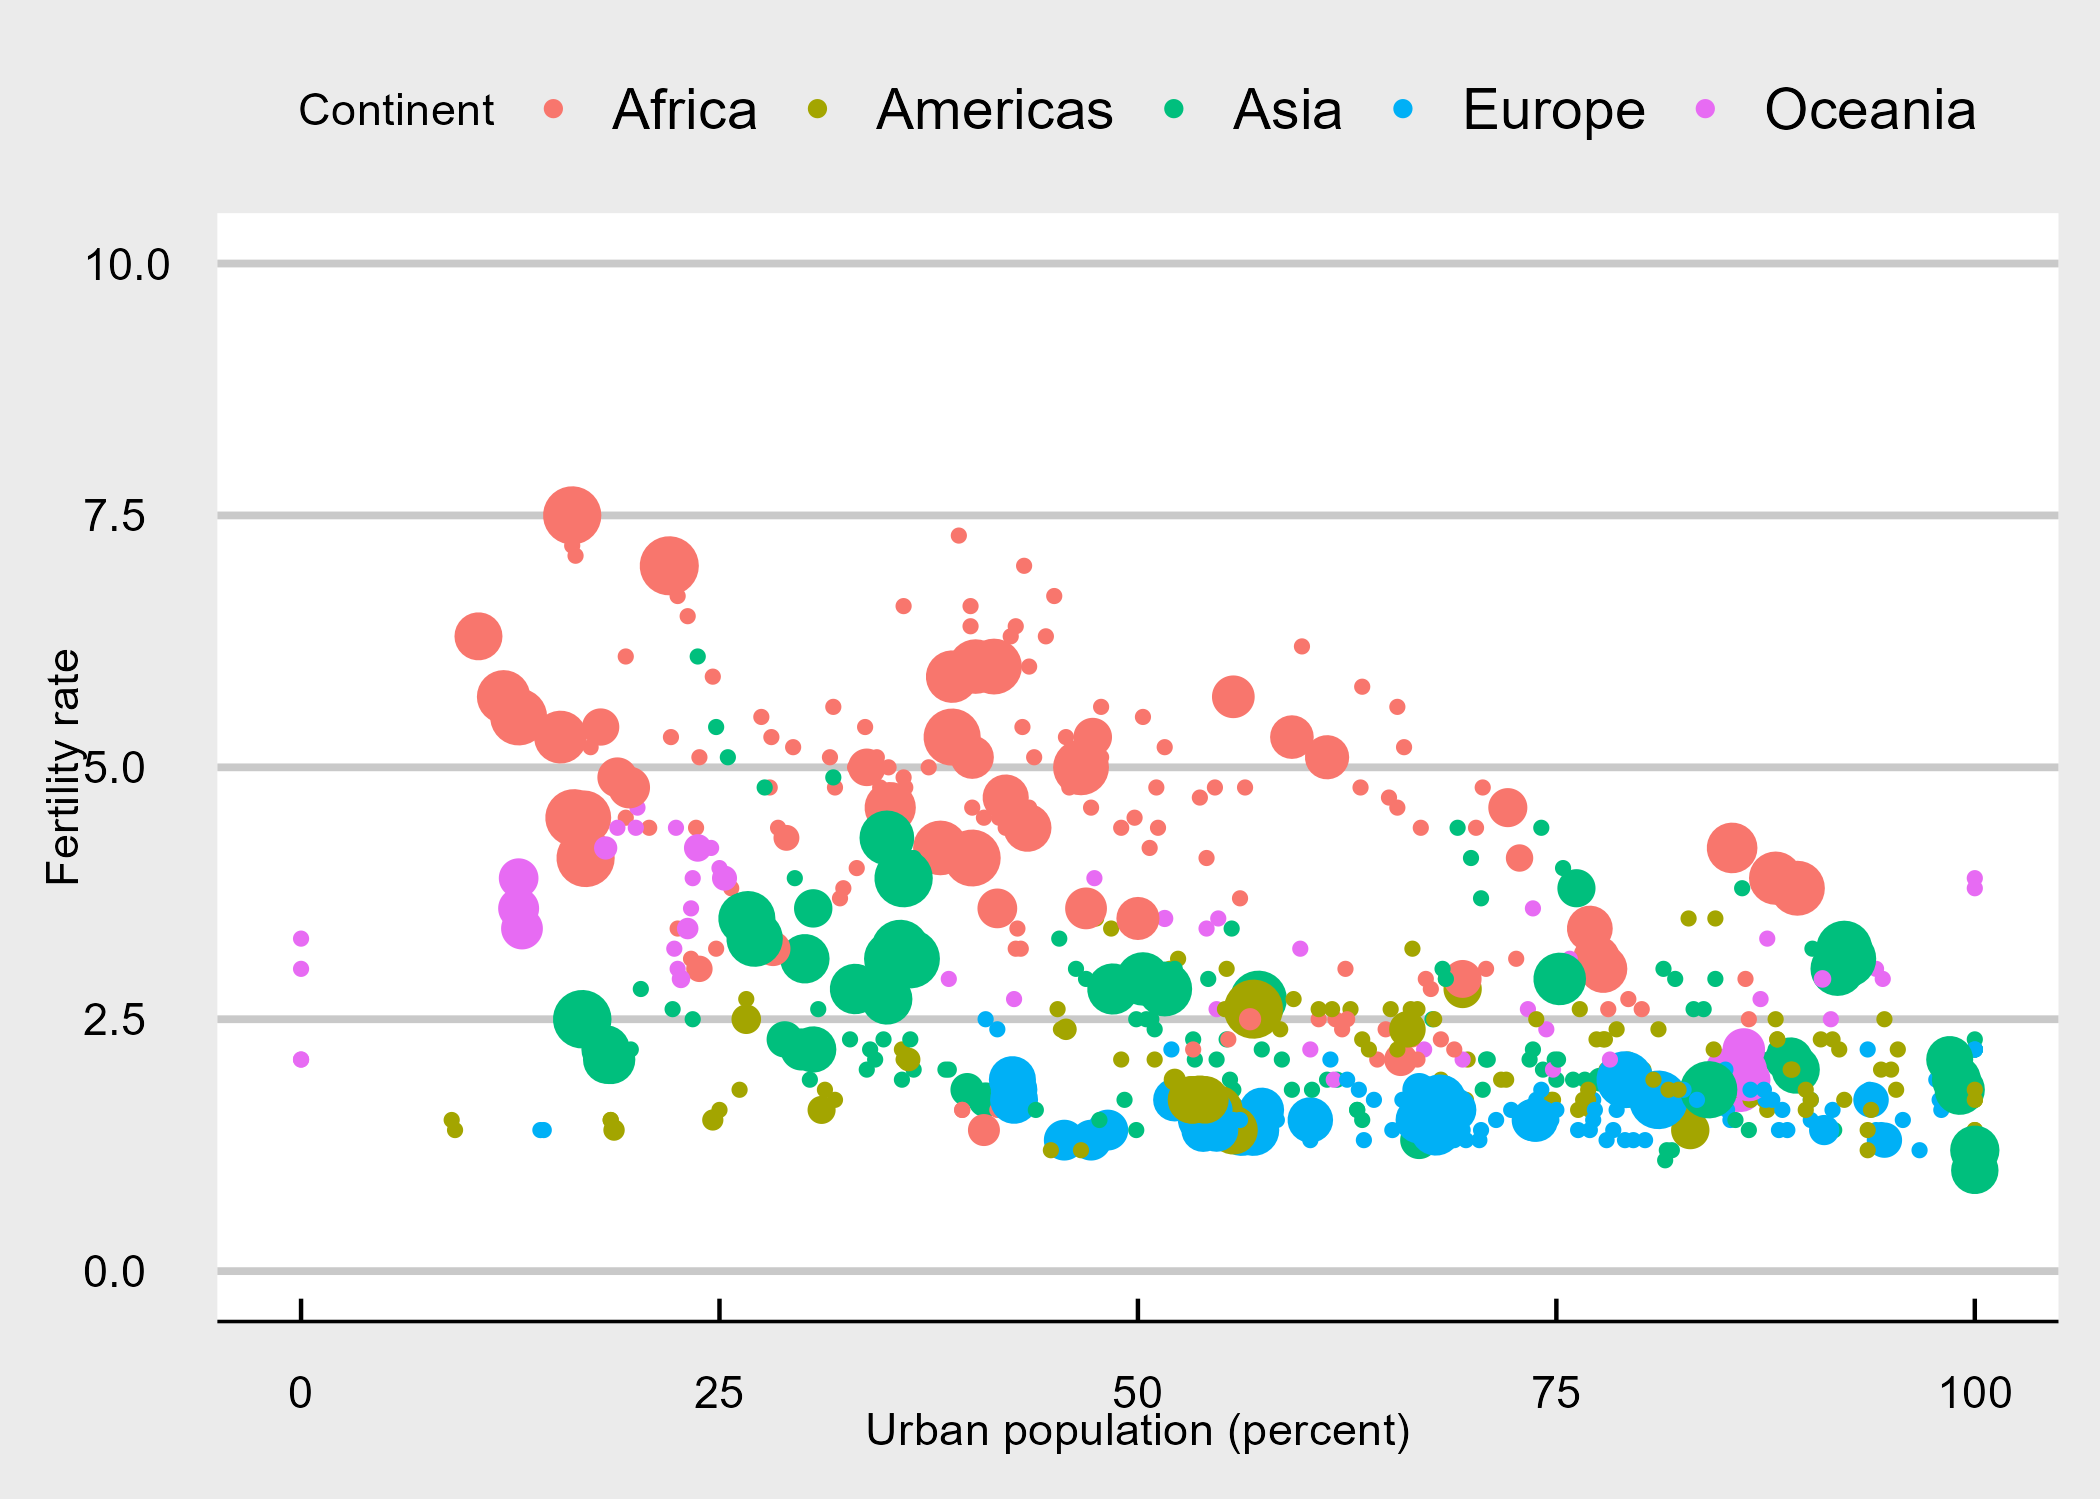 Continent Africa Americas Asia Europe Oceania
10.0
7.5
5.0
2.5
0.0
Fertility rate
0 25 50 75 100
Urban population (percent)